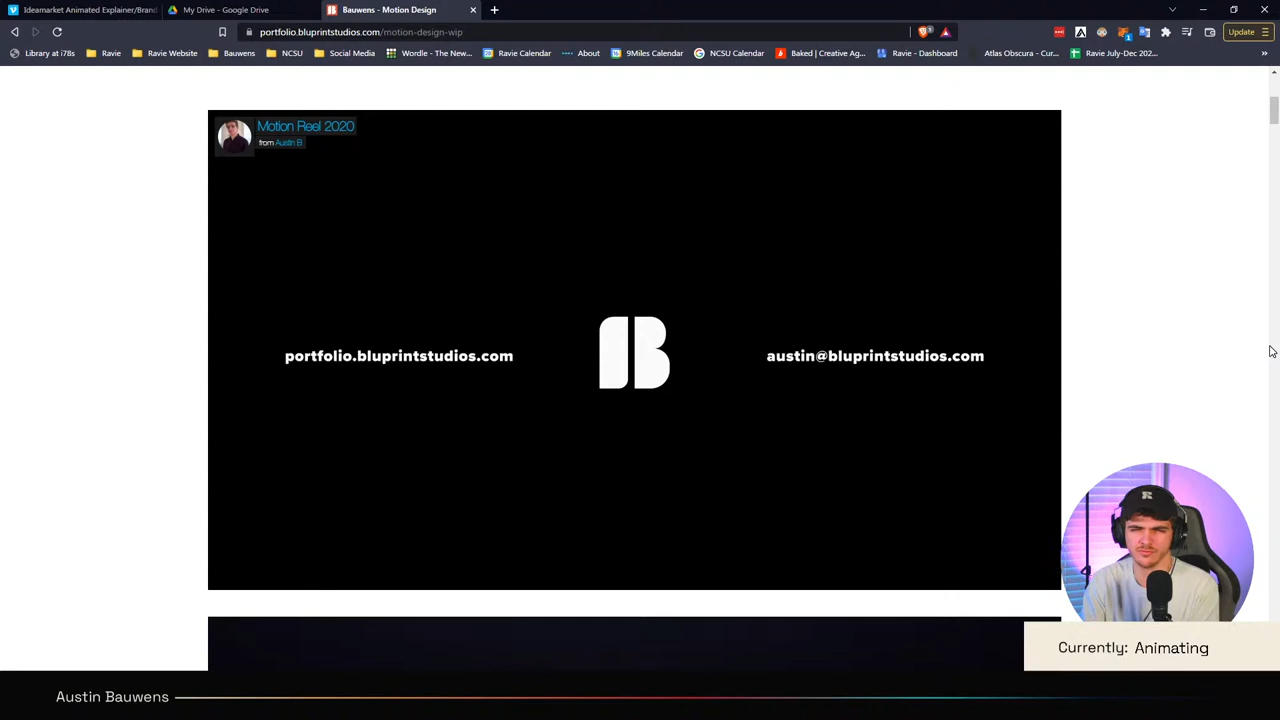 Ideamarket Animated Explainer/Brand
My Drive - Google Drive
Bauwens - Motion Design
portfolio.bluprintstudios.com/motion-design-wip
Update
Library at i78s
Ravie
Ravie Website
Bauwens
NCSU
Social Media
Wordle - The New...
Ravie Calendar
About
9Miles Calendar
NCSU Calendar
Baked | Creative Ag...
Ravie - Dashboard
Atlas Obscura - Cur...
Ravie July-Dec 202...
Motion Reel 2020
from Austin B
portfolio.bluprintstudios.com
B
austin@bluprintstudios.com
Currently: Animating
Austin Bauwens